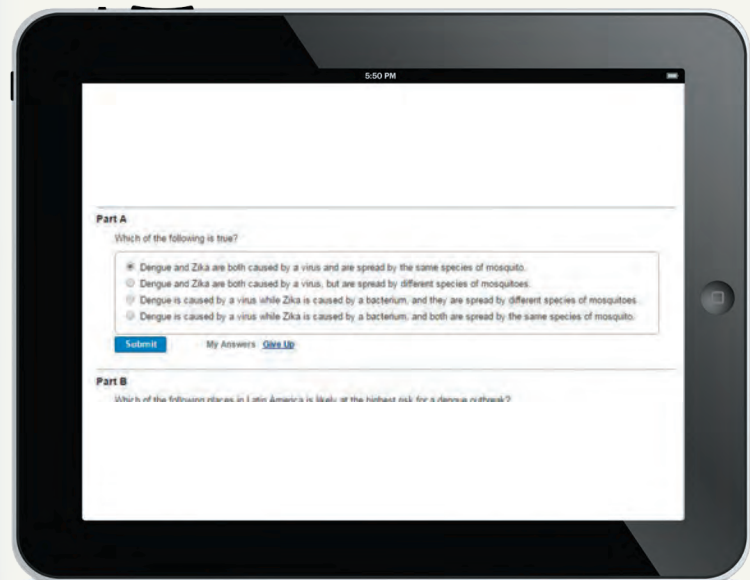 5:50 PM
Part A
Which of the following is true?
Dengue and Zika are both caused by a virus and are spread by the same species of mosquito.
Dengue and Zika are both caused by a virus, but are spread by different species of mosquitoes.
Dengue is caused by a virus while Zika is caused by a bacterium, and they are spread by different species of mosquitoes.
Dengue is caused by a virus while Zika is caused by a bacterium, and both are spread by the same species of mosquito.
Submit My Answers Give Up
Part B
Which of the following places in Latin America is likely at the highest risk for a dengue outbreak?